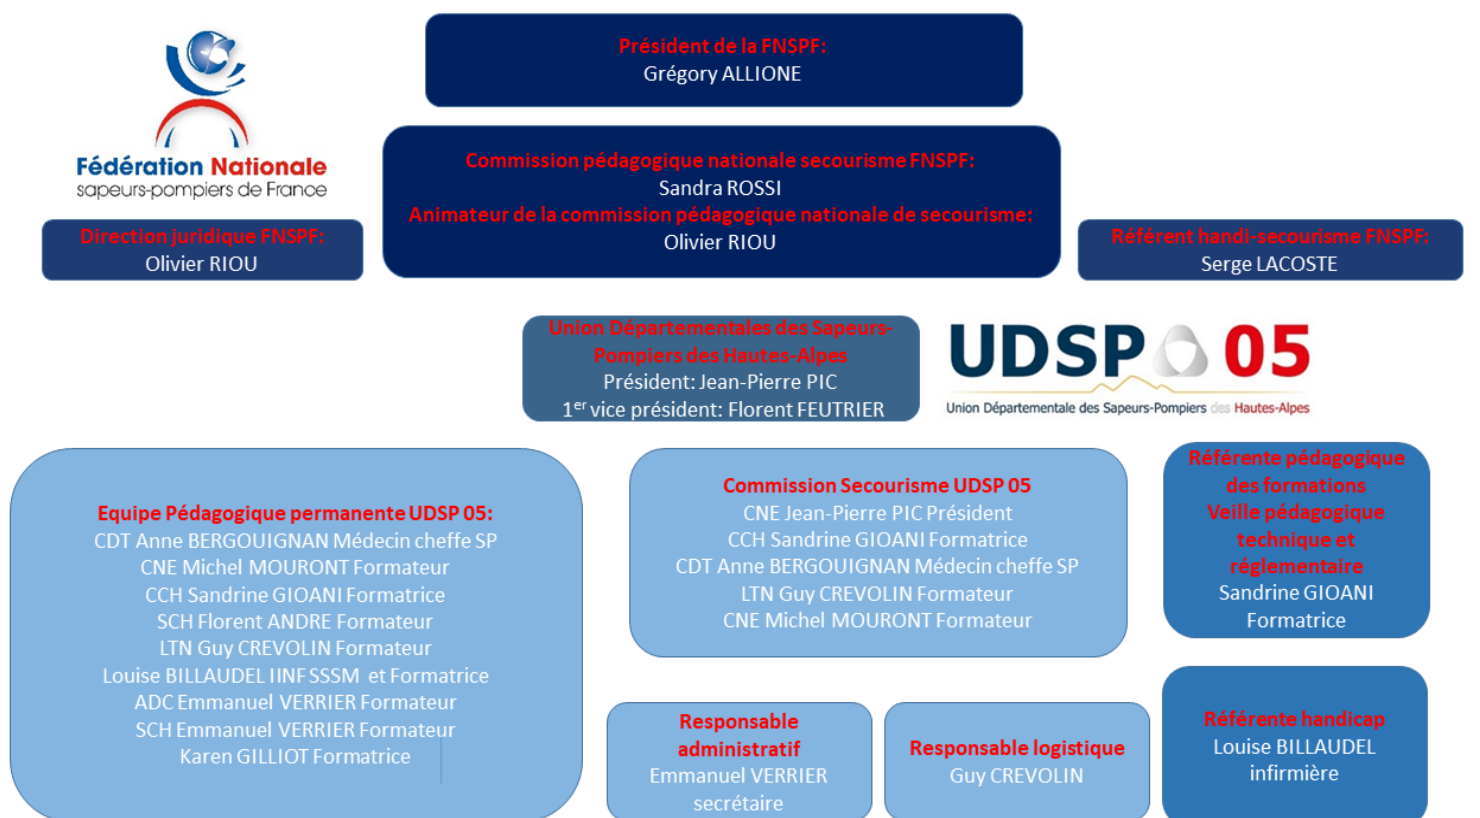 Président de la FNSPF:
Grégory ALLIONE
Fédération Nationale
sapeurs-pompiers de France
Commission pédagogique nationale secourisme FNSPF:
Sandra ROSSI
Animateur de la commission pédagogique nationale de secourisme:
Olivier RIOU
Direction juridique FNSPF:
Olivier RIOU
Référent handi-secourisme FNSPF:
Serge LACOSTE
Union Départementales des Sapeurs-
Pompiers des Hautes-Alpes
Président: Jean-Pierre PIC
1er vice président: Florent FEUTRIER
UDSP 05
Union Départementale des Sapeurs-Pompiers des Hautes-Alpes
Equipe Pédagogique permanente UDSP 05:
CDT Anne BERGOUIGNAN Médecin cheffe SP
CNE Michel MOURONT Formateur
CCH Sandrine GIOANI Formatrice
SCH Florent ANDRE Formateur
LTN Guy CREVOLIN Formateur
Louise BILLAUDEL IINF SSSM et Formatrice
ADC Emmanuel VERRIER Formateur
SCH Emmanuel VERRIER Formateur
Karen GILLIOT Formatrice
Commission Secourisme UDSP 05
CNE Jean-Pierre PIC Président
CCH Sandrine GIOANI Formatrice
CDT Anne BERGOUIGNAN Médecin cheffe SP
LTN Guy CREVOLIN Formateur
CNE Michel MOURONT Formateur
Référente pédagogique
des formations
Veille pédagogique
technique et
réglementaire
Sandrine GIOANI
Formatrice
Responsable
administratif
Emmanuel VERRIER
secrétaire
Responsable logistique
Guy CREVOLIN
Référente handicap
Louise BILLAUDEL
infirmière